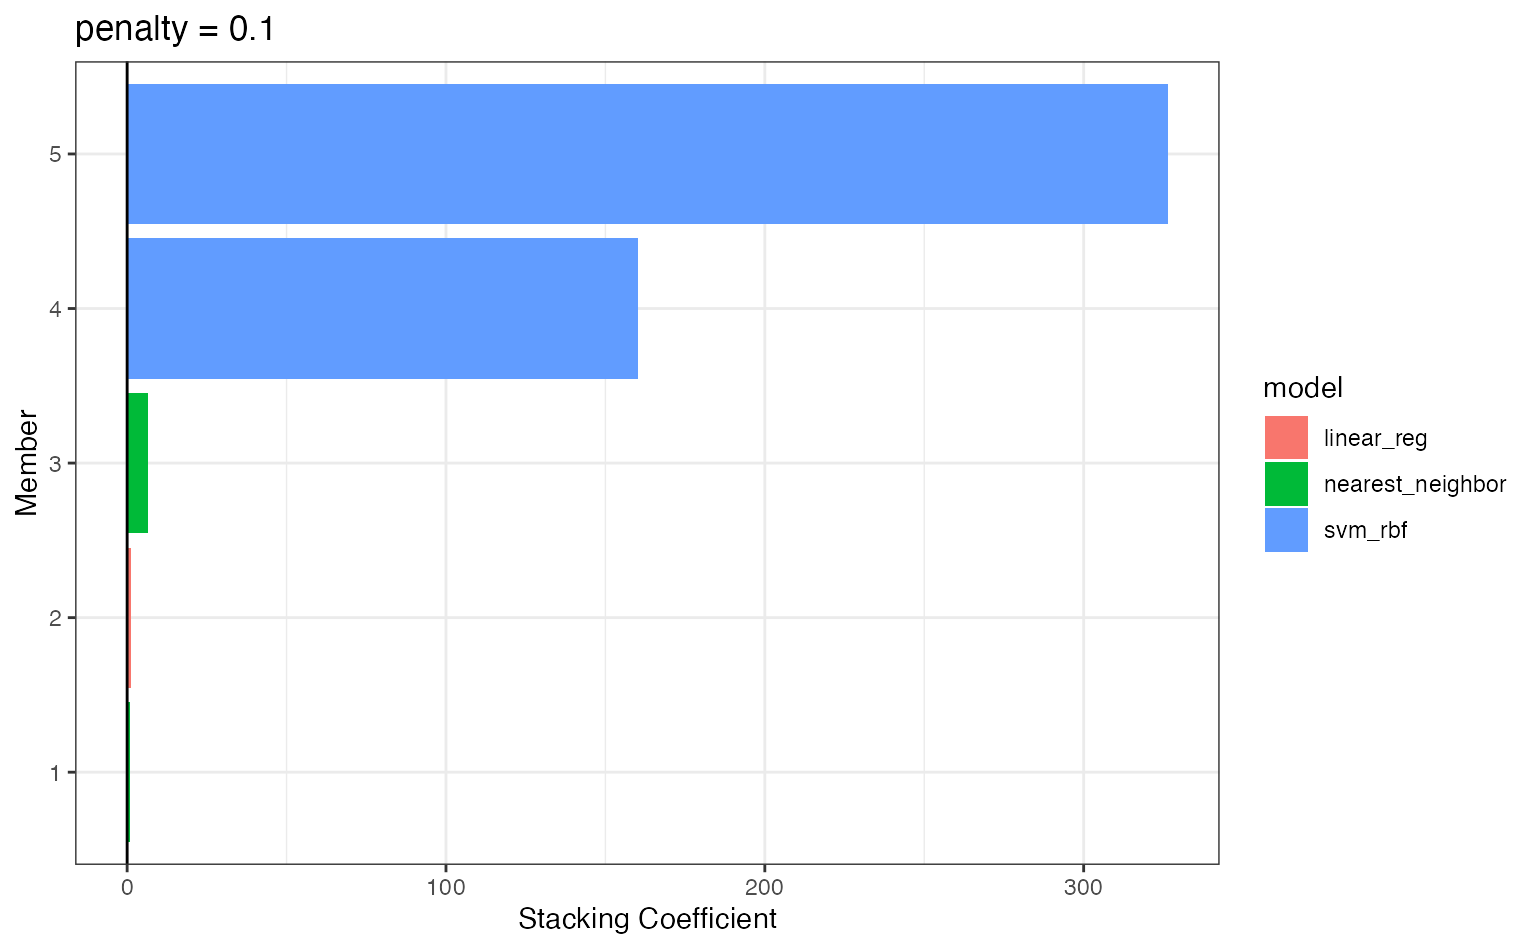 penalty = 0.1
5
4
3
2
1
Member
0 100 200 300
Stacking Coefficient
model
linear_reg
nearest_neighbor
svm_rbf